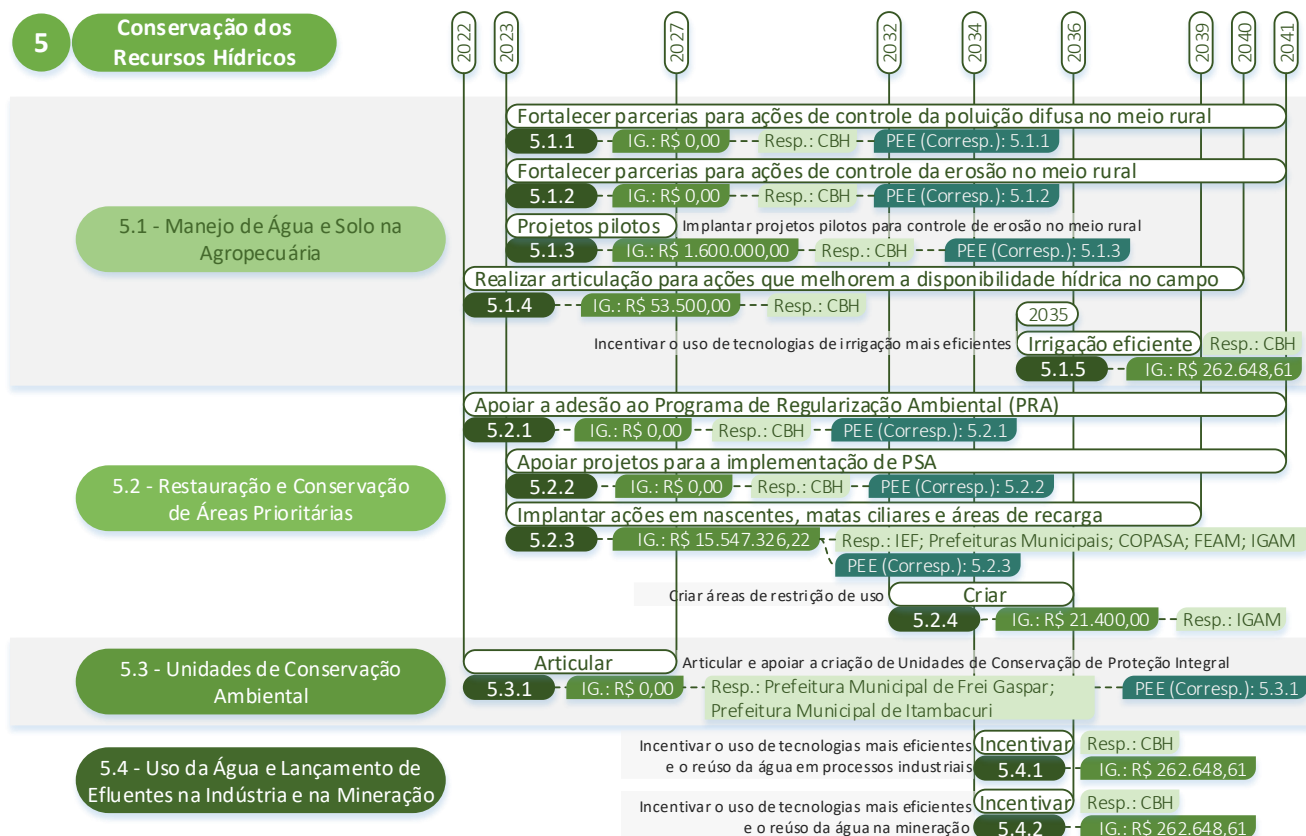 5
Conservação dos
Recursos Hídricos
2022
2023
2027
2032
2034
2036
2039
2040
2041
5.1 - Manejo de Água e Solo na
Agropecuária
Fortalecer parcerias para ações de controle da poluição difusa no meio rural
5.1.1 IG.: R$ 0,00 Resp.: CBH PEE (Corresp.): 5.1.1
Fortalecer parcerias para ações de controle da erosão no meio rural
5.1.2 IG.: R$ 0,00 Resp.: CBH PEE (Corresp.): 5.1.2
Projetos pilotos Implantar projetos pilotos para controle de erosão no meio rural
5.1.3 IG.: R$ 1.600.000,00 Resp.: CBH PEE (Corresp.): 5.1.3
Realizar articulação para ações que melhorem a disponibilidade hídrica no campo
5.1.4 IG.: R$ 53.500,00 Resp.: CBH
2035
Incentivar o uso de tecnologias de irrigação mais eficientes Irrigação eficiente Resp.: CBH
5.1.5 IG.: R$ 262.648,61
5.2 - Restauração e Conservação
de Áreas Prioritárias
Apoiar a adesão ao Programa de Regularização Ambiental (PRA)
5.2.1 IG.: R$ 0,00 Resp.: CBH PEE (Corresp.): 5.2.1
Apoiar projetos para a implementação de PSA
5.2.2 IG.: R$ 0,00 Resp.: CBH PEE (Corresp.): 5.2.2
Implantar ações em nascentes, matas ciliares e áreas de recarga
5.2.3 IG.: R$ 15.547.326,22 Resp.: IEF; Prefeituras Municipais; COPASA; FEAM; IGAM
PEE (Corresp.): 5.2.3
Criar áreas de restrição de uso Criar
5.2.4 IG.: R$ 21.400,00 Resp.: IGAM
5.3 - Unidades de Conservação
Ambiental
Articular Articular e apoiar a criação de Unidades de Conservação de Proteção Integral
5.3.1 IG.: R$ 0,00 Resp.: Prefeitura Municipal de Frei Gaspar; PEE (Corresp.): 5.3.1
Prefeitura Municipal de Itambacuri
5.4 - Uso da Água e Lançamento de
Efluentes na Indústria e na Mineração
Incentivar o uso de tecnologias mais eficientes Incentivar Resp.: CBH
e o reúso da água em processos industriais 5.4.1 IG.: R$ 262.648,61
Incentivar o uso de tecnologias mais eficientes Incentivar Resp.: CBH
e o reúso da água na mineração 5.4.2 IG.: R$ 262.648,61